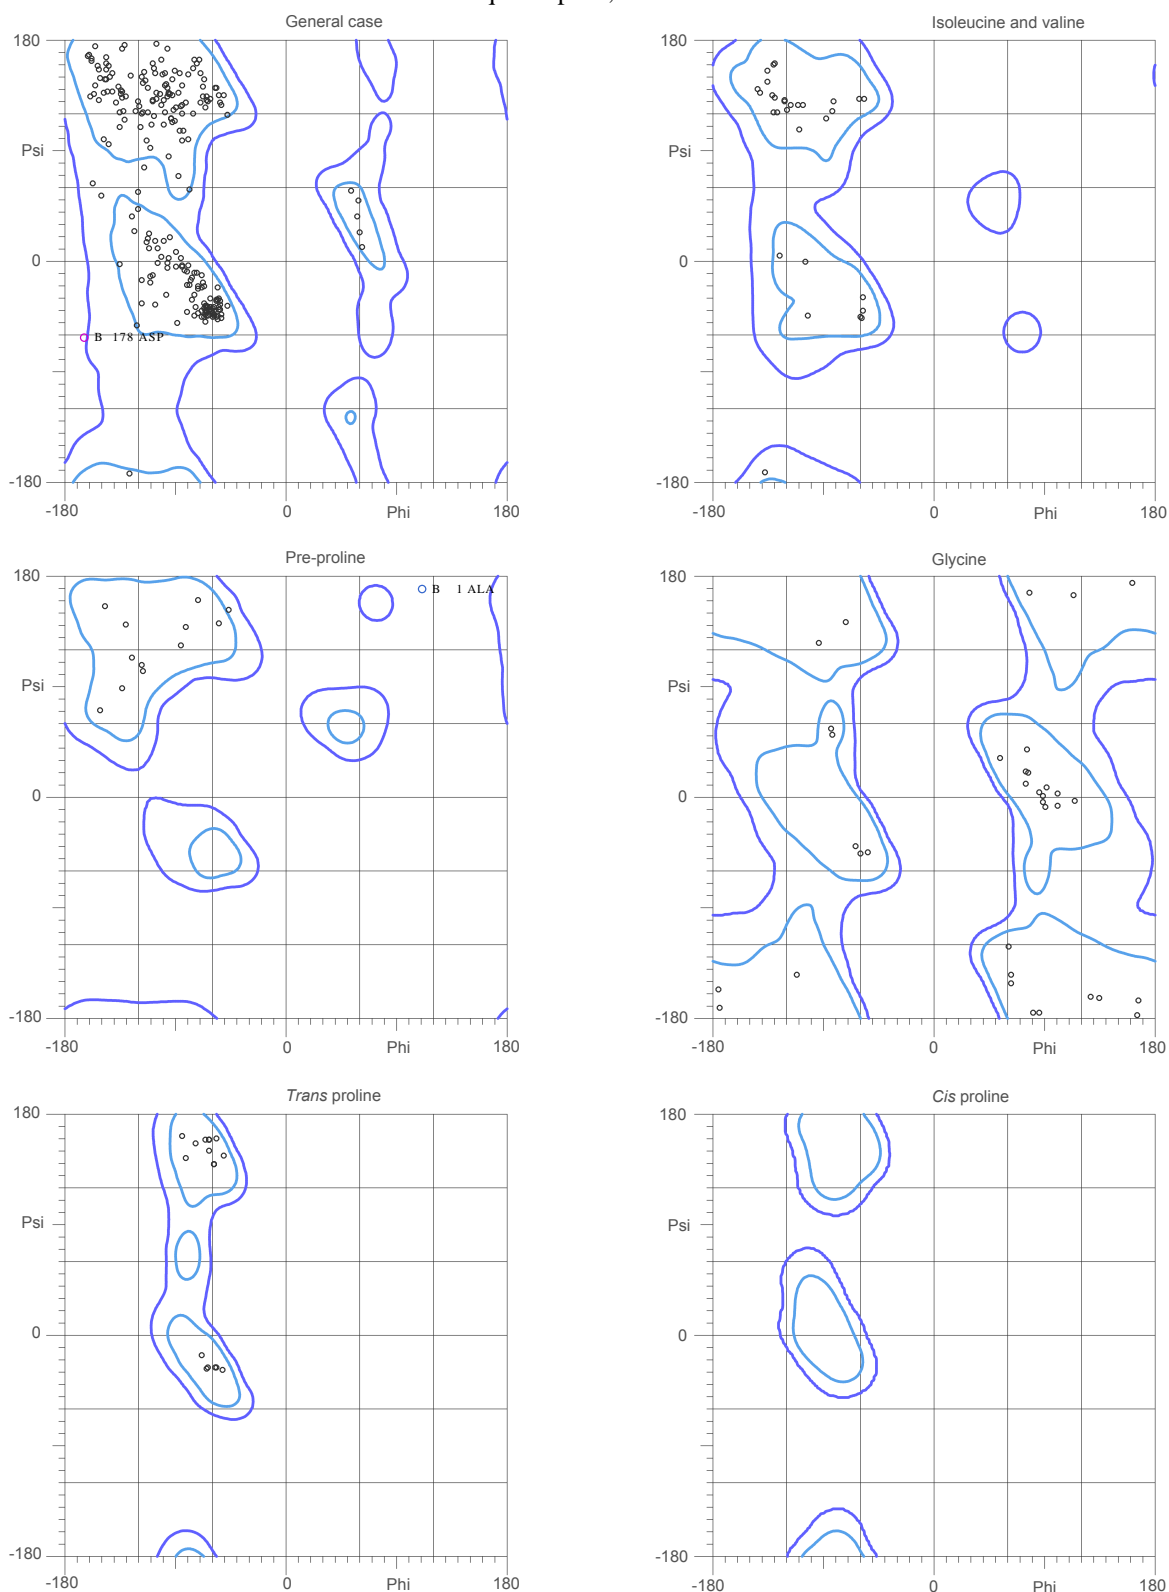 General case
180
Psi
0
B 178 ASP
-180
-180
0
Phi
180
Isoleucine and valine
180
Psi
0
-180
-180
0
Phi
180
Pre-proline
180
B 1 ALA
Psi
0
-180
-180
0
Phi
180
Glycine
180
Psi
0
-180
-180
0
Phi
180
Trans proline
180
Psi
0
-180
-180
0
Phi
180
Cis proline
180
Psi
0
-180
-180
0
Phi
180